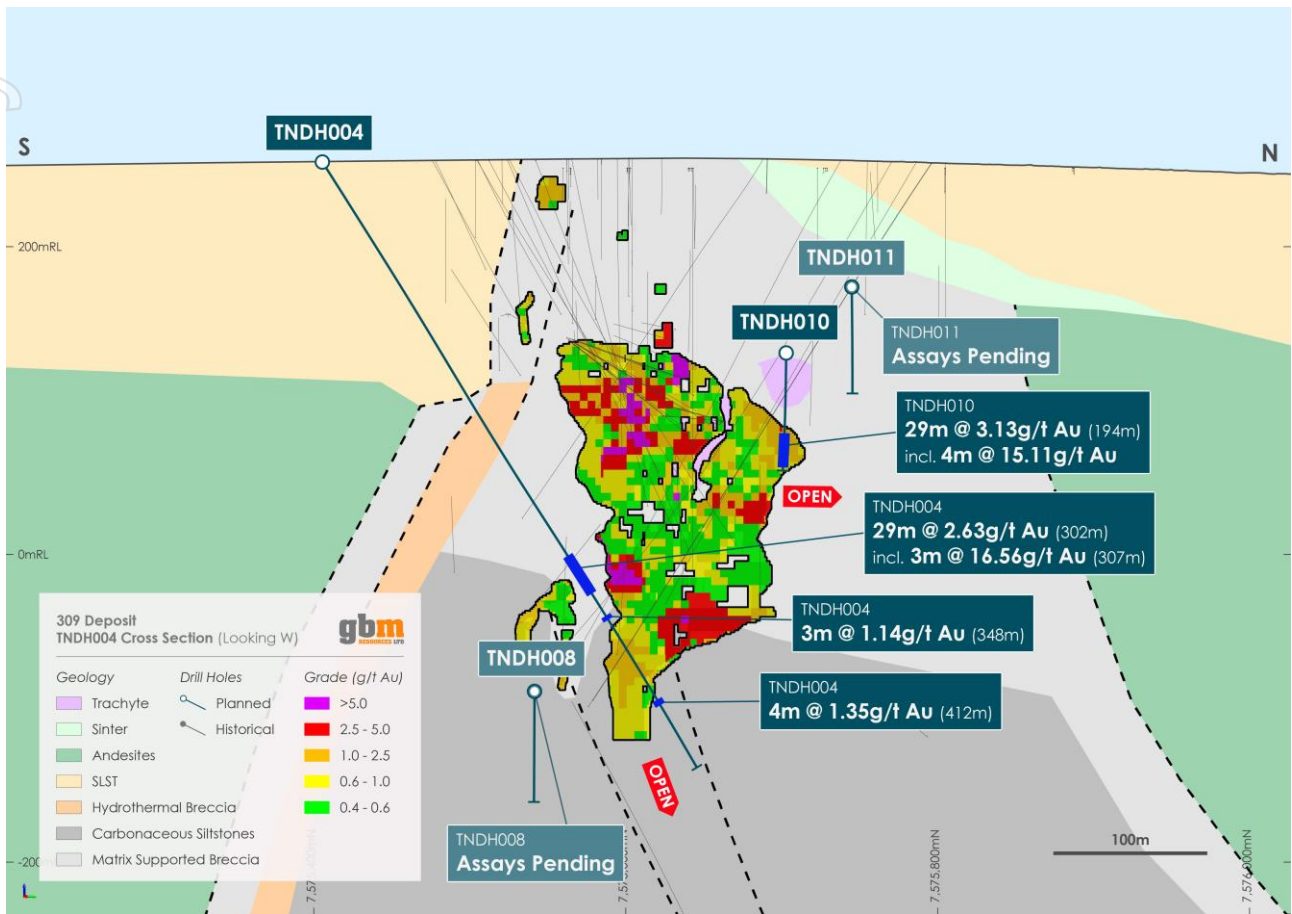 TNDH004
S
N
200mRL
TNDH011
TNDH010
TNDH011
Assays Pending
TNDH010
29m @ 3.13g/t Au (194m)
incl. 4m @ 15.11g/t Au
OPEN
TNDH004
29m @ 2.63g/t Au (302m)
incl. 3m @ 16.56g/t Au (307m)
0mRL
TNDH004
3m @ 1.14g/t Au (348m)
TNDH008
TNDH004
4m @ 1.35g/t Au (412m)
OPEN
TNDH008
Assays Pending
309 Deposit
TNDH004 Cross Section (Looking W)
gbm
RESOURCES LTD
Geology
Trachyte
Sinter
Andesites
SLST
Hydrothermal Breccia
Carbonaceous Siltstones
Matrix Supported Breccia
Drill Holes
Planned
Historical
Grade (g/t Au)
>5.0
2.5 - 5.0
1.0 - 2.5
0.6 - 1.0
0.4 - 0.6
-200
7,575,800mN
7,576,000mN
100m